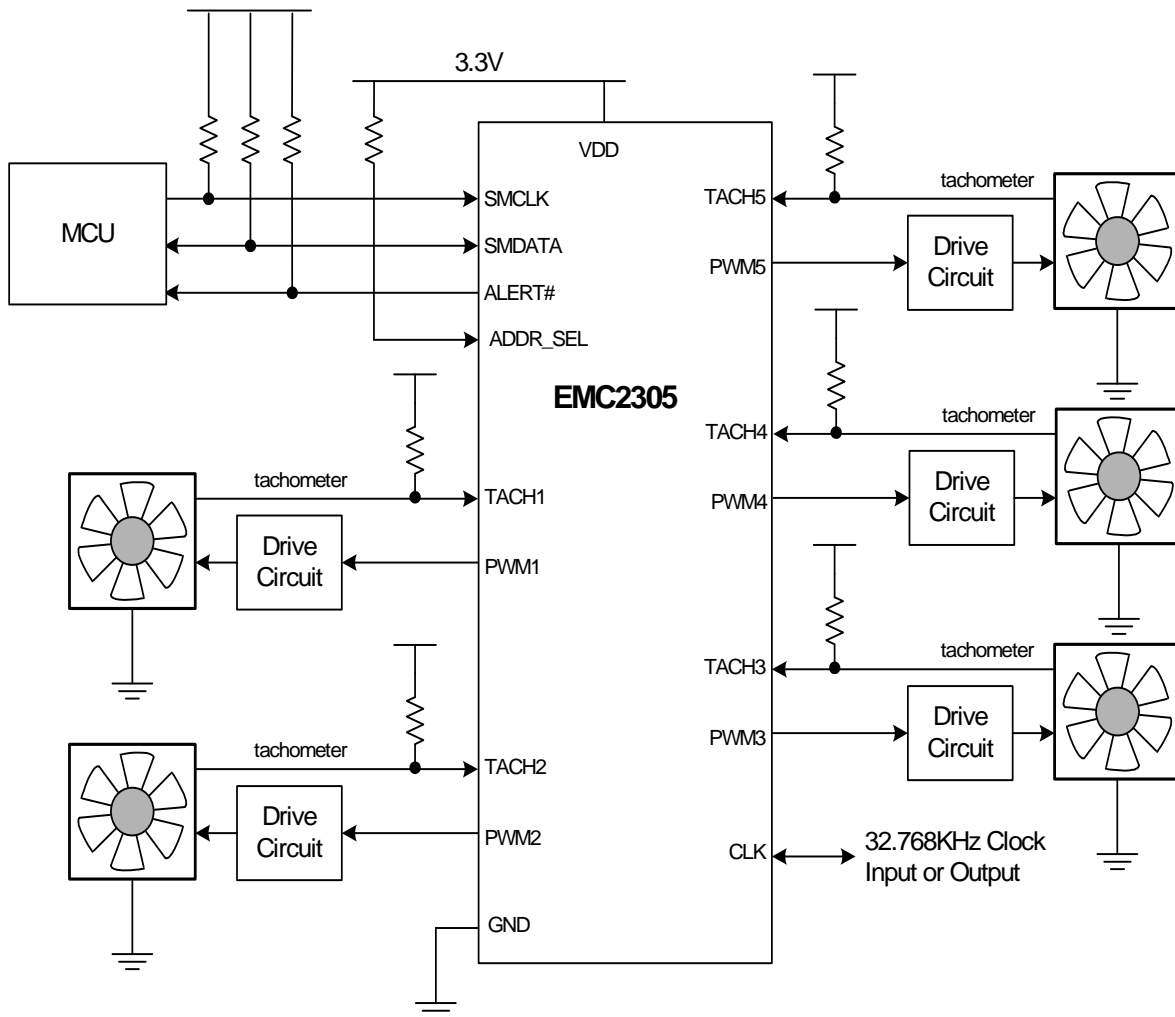 3.3V
VDD
MCU
SMCLK
SMDATA
ALERT#
ADDR_SEL
EMC2305
tachometer
TACH1
Drive
Circuit
PWM1
tachometer
TACH2
Drive
Circuit
PWM2
GND
TACH5
tachometer
PWM5
Drive
Circuit
TACH4
tachometer
PWM4
Drive
Circuit
TACH3
tachometer
PWM3
Drive
Circuit
CLK
32.768KHz Clock
Input or Output